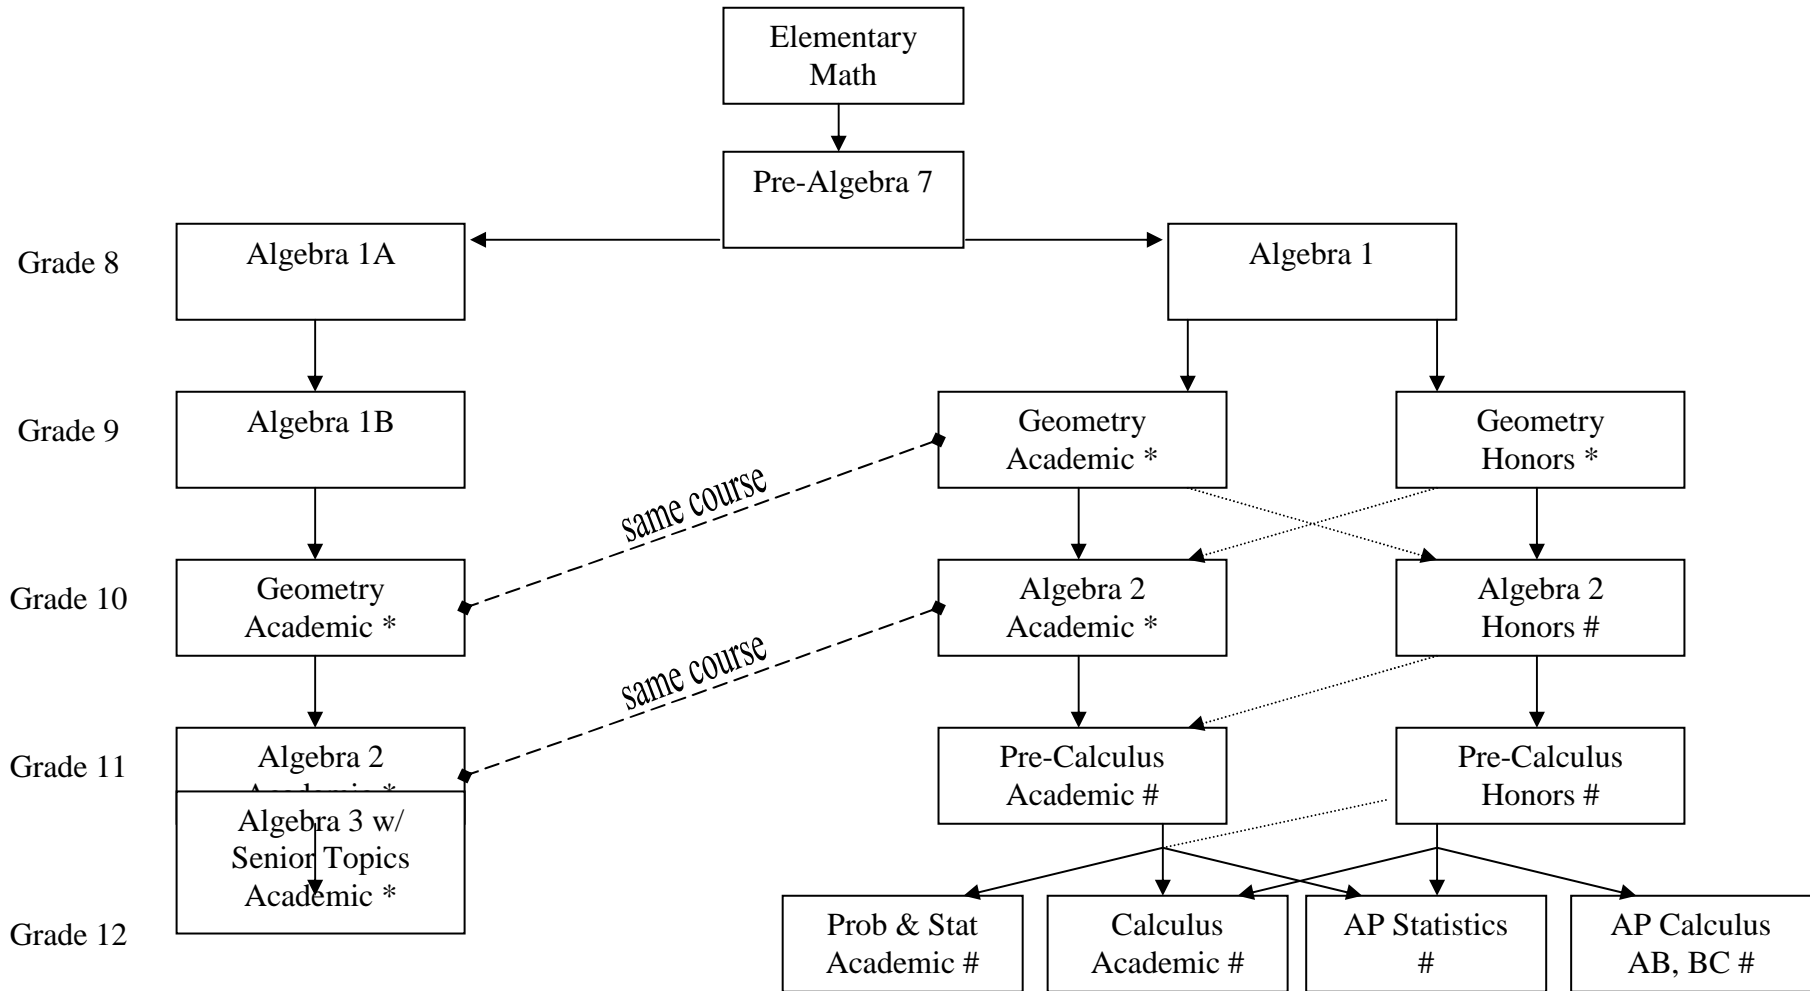 Elementary
Math
Pre-Algebra 7
Grade 8
Algebra 1A
Algebra 1
Grade 9
Algebra 1B
Geometry
Academic *
Geometry
Honors *
same course
Grade 10
Geometry
Academic *
Algebra 2
Academic *
Algebra 2
Honors #
same course
Grade 11
Algebra 2
Academic *
Pre-Calculus
Academic #
Pre-Calculus
Honors #
Algebra 3 w/
Senior Topics
Academic *
Grade 12
Prob & Stat
Academic #
Calculus
Academic #
AP Statistics
#
AP Calculus
AB, BC #